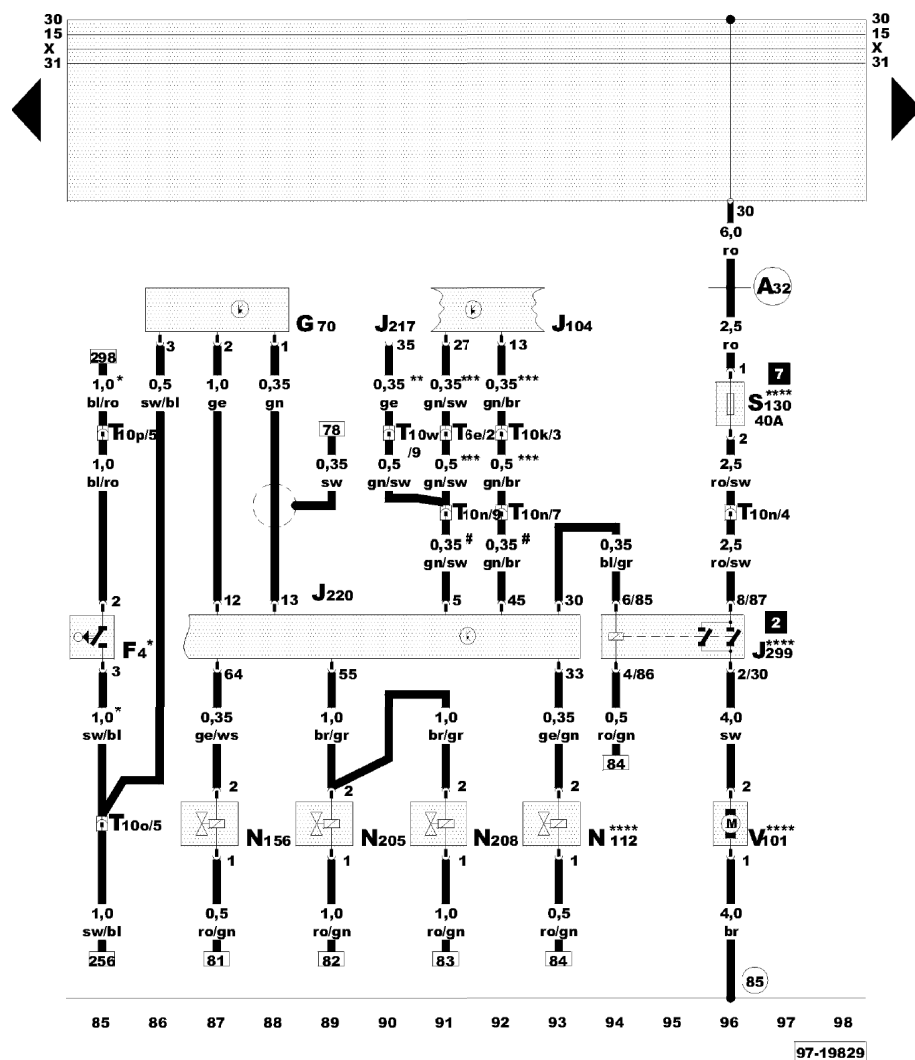 30 30
15 15
X X
31 31
30
6,0
ro
A32
2,5
ro
G70 J217 J104
3 2 1 35 27 13
298
1,0* 0,5 1,0 0,35 0,35** 0,35*** 0,35*** 1 7
bl/ro sw/bl ge gn ge gn/sw gn/br S130****
40A
T10p/5 78 T10w/9 T6e/2 T10k/3 2
1,0 0,35 0,5 0,5*** 0,5*** 2,5
bl/ro sw gn/sw gn/sw gn/br ro/sw
T10n/9 T10n/7 T10n/4
0,35# 0,35# 0,35 2,5
gn/sw gn/br bl/gr ro/sw
J220
2 12 13 5 45 30 6/85 8/87
F4* 2 J299****
3 64 55 33 4/86 2/30
1,0* 0,35 1,0 1,0 0,35 0,5 4,0
sw/bl ge/ws br/gr br/gr ge/gn ro/gn sw
84
2 2 2 2 2
T10o/5 N156 N205 N208 N112**** V101****
M
1 1 1 1 1
1,0 0,5 1,0 1,0 0,5 4,0
sw/bl ro/gn ro/gn ro/gn ro/gn br
256 81 82 83 84
85
85 86 87 88 89 90 91 92 93 94 95 96 97 98
97-19829